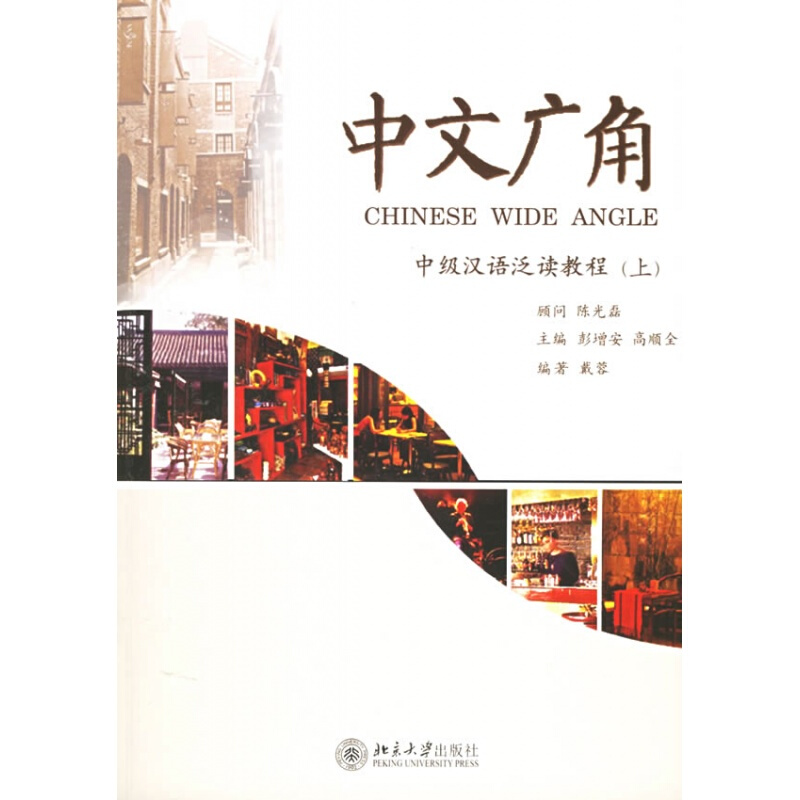 中文广角
CHINESE WIDE ANGLE
中级汉语泛读教程（上）
顾问 陈光磊
主编 彭增安 高顺全
编著 戴蓉
北京大学出版社
PEKING UNIVERSITY PRESS